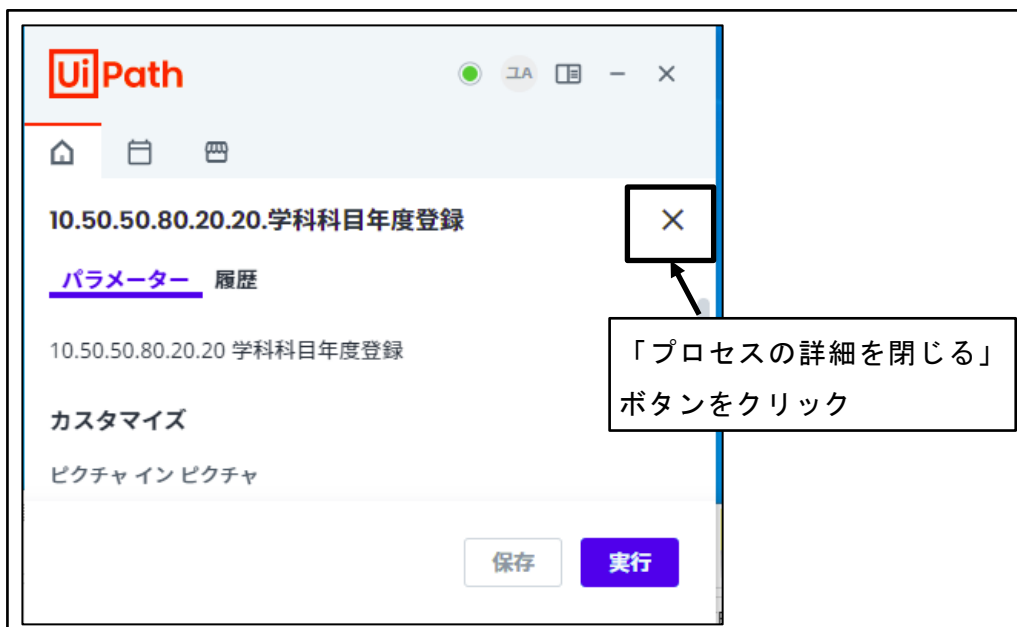 UiPath
ユA
10.50.50.80.20.20.学科科目年度登録
パラメーター 履歴
10.50.50.80.20.20 学科科目年度登録
「プロセスの詳細を閉じる」
ボタンをクリック
カスタマイズ
ピクチャ イン ピクチャ
保存 実行